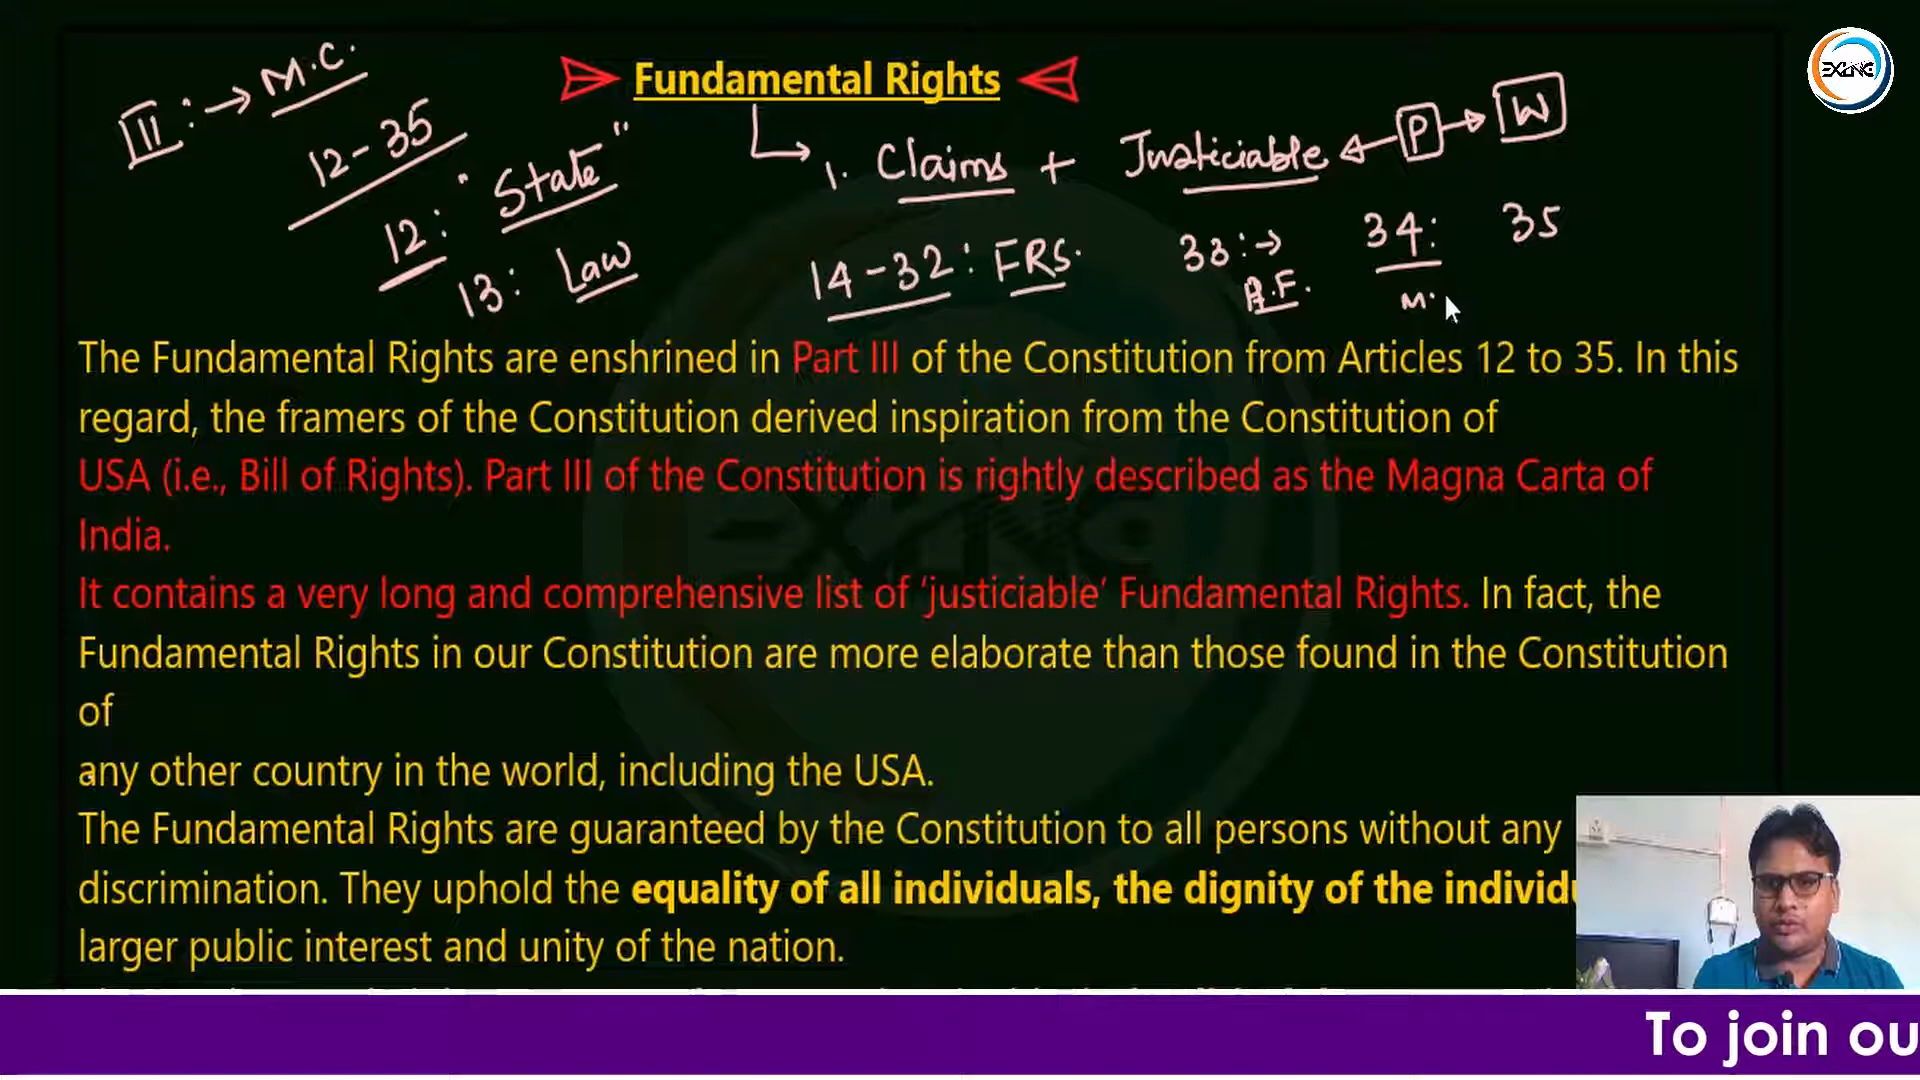 EXLNC
Fundamental Rights
III : → M.C.
12-35
12 : "State"
13 : Law
1. Claims + Justiciable ← P → W
14-32 : FRS.
33 : → 34 : 35
A.F. M.
The Fundamental Rights are enshrined in Part III of the Constitution from Articles 12 to 35. In this
regard, the framers of the Constitution derived inspiration from the Constitution of
USA (i.e., Bill of Rights). Part III of the Constitution is rightly described as the Magna Carta of
India.
It contains a very long and comprehensive list of ‘justiciable’ Fundamental Rights. In fact, the
Fundamental Rights in our Constitution are more elaborate than those found in the Constitution
of
any other country in the world, including the USA.
The Fundamental Rights are guaranteed by the Constitution to all persons without any
discrimination. They uphold the equality of all individuals, the dignity of the individu
larger public interest and unity of the nation.
To join ou